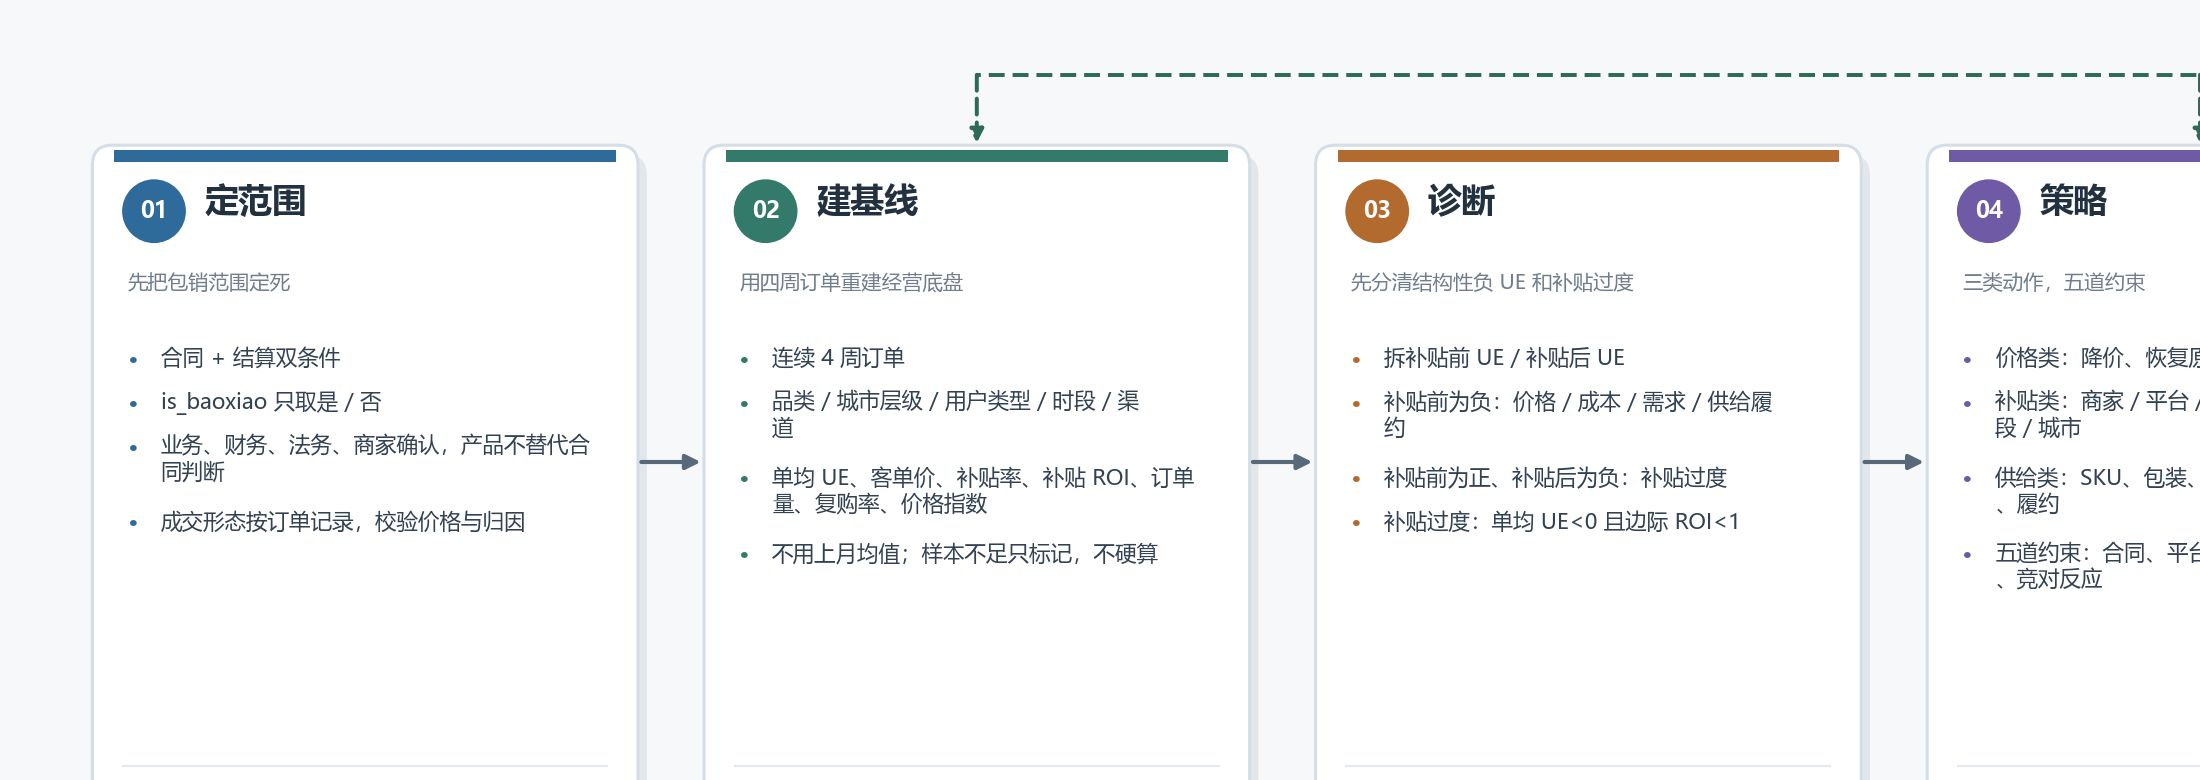 01 定范围
先把包销范围定死
• 合同 + 结算双条件
• is_baoxiao 只取是 / 否
• 业务、财务、法务、商家确认，产品不替代合
同判断
• 成交形态按订单记录，校验价格与归因
02 建基线
用四周订单重建经营底盘
• 连续 4 周订单
• 品类 / 城市层级 / 用户类型 / 时段 / 渠
道
• 单均 UE、客单价、补贴率、补贴 ROI、订单
量、复购率、价格指数
• 不用上月均值；样本不足只标记，不硬算
03 诊断
先分清结构性负 UE 和补贴过度
• 拆补贴前 UE / 补贴后 UE
• 补贴前为负：价格 / 成本 / 需求 / 供给履
约
• 补贴前为正、补贴后为负：补贴过度
• 补贴过度：单均 UE<0 且边际 ROI<1
04 策略
三类动作，五道约束
• 价格类：降价、恢复
• 补贴类：商家 / 平台 /
段 / 城市
• 供给类：SKU、包装、
、履约
• 五道约束：合同、平台
、竞对反应